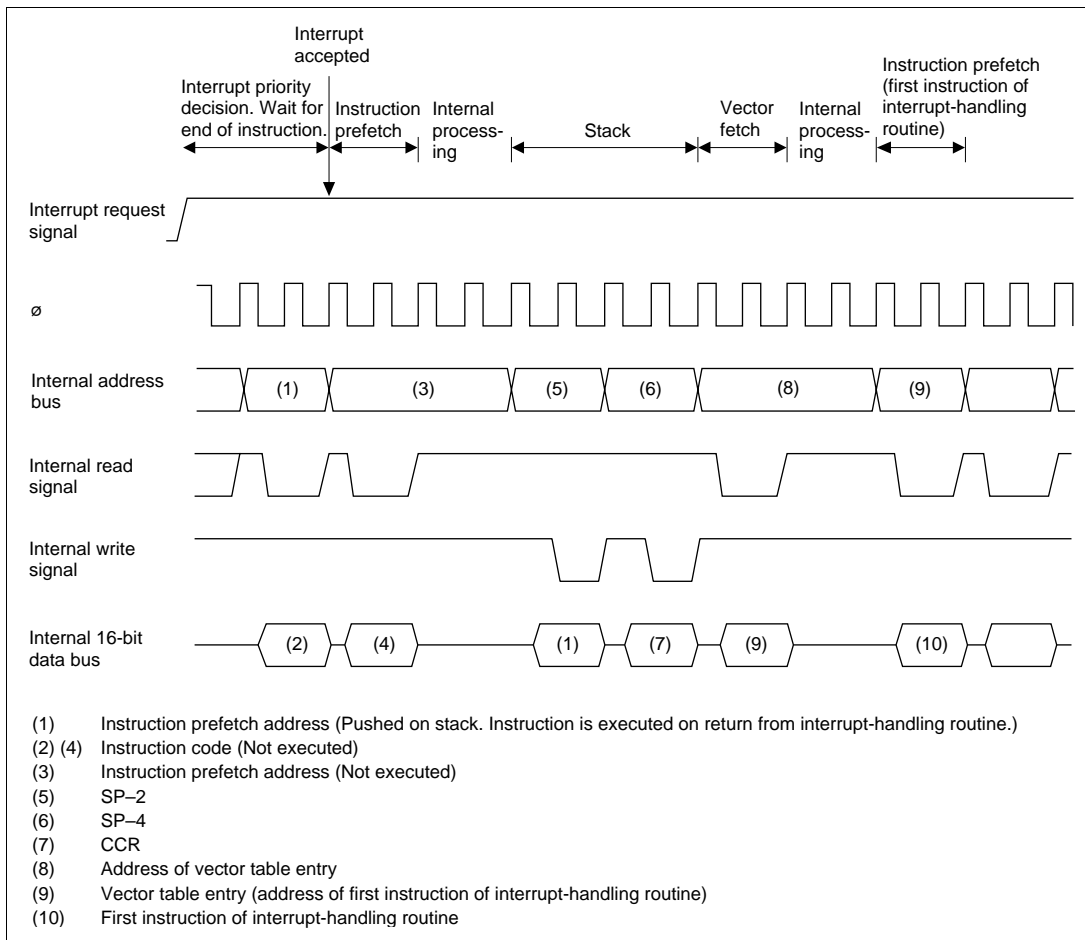 Interrupt
accepted
Interrupt priority
decision. Wait for
end of instruction.
Instruction
prefetch
Internal
process-
ing
Stack
Vector
fetch
Internal
process-
ing
Instruction prefetch
(first instruction of
interrupt-handling
routine)
Interrupt request
signal
ø
Internal address
bus
(1) (3) (5) (6) (8) (9)
Internal read
signal
Internal write
signal
Internal 16-bit
data bus
(2) (4) (1) (7) (9) (10)
(1) Instruction prefetch address (Pushed on stack. Instruction is executed on return from interrupt-handling routine.)
(2) (4) Instruction code (Not executed)
(3) Instruction prefetch address (Not executed)
(5) SP–2
(6) SP–4
(7) CCR
(8) Address of vector table entry
(9) Vector table entry (address of first instruction of interrupt-handling routine)
(10) First instruction of interrupt-handling routine